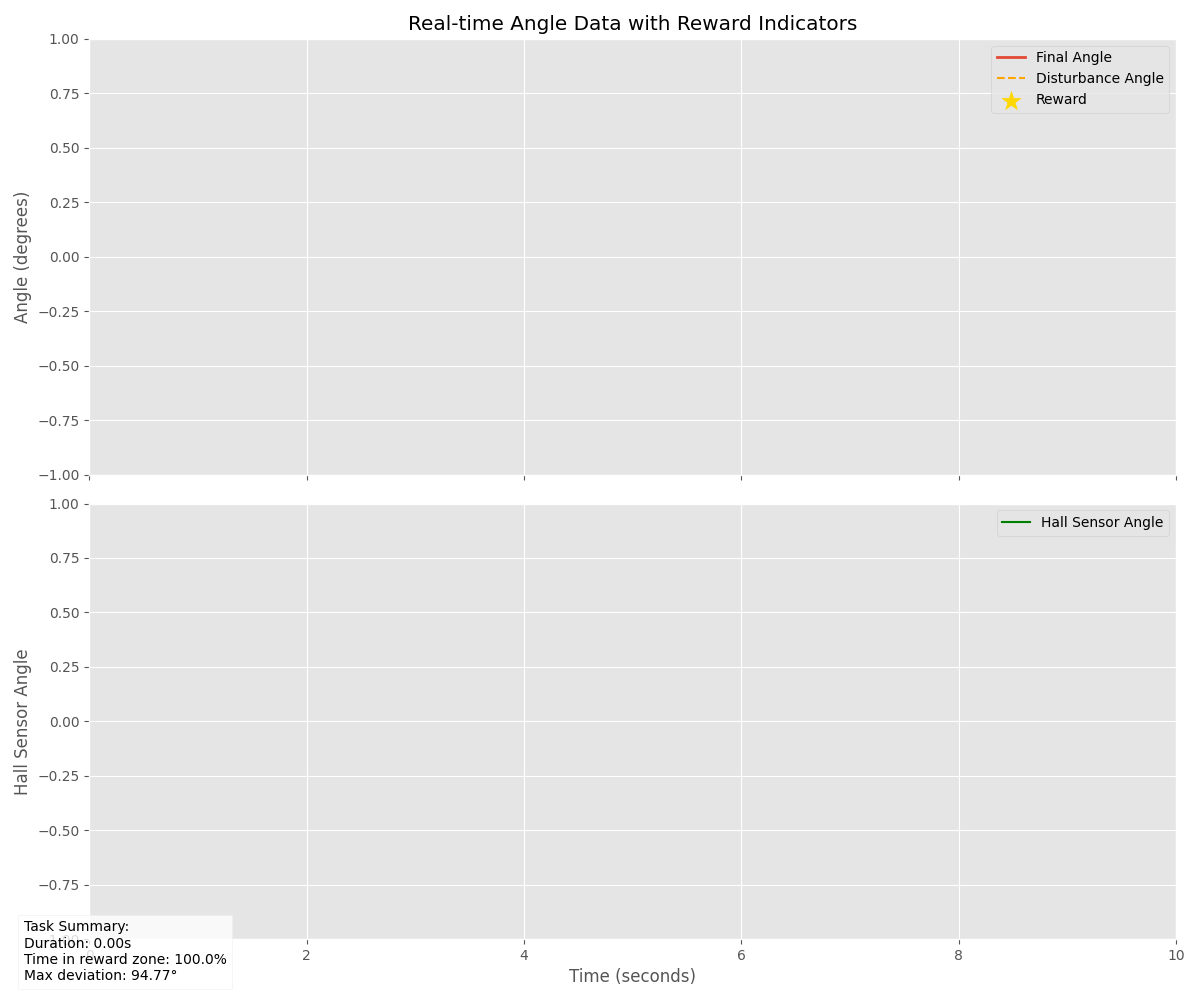 Real-time Angle Data with Reward Indicators
1.00
0.75
0.50
0.25
0.00
−0.25
−0.50
−0.75
−1.00
Angle (degrees)
Final Angle
Disturbance Angle
Reward
1.00
0.75
0.50
0.25
0.00
−0.25
−0.50
−0.75
Hall Sensor Angle
Hall Sensor Angle
2
4
6
8
10
Time (seconds)
Task Summary:
Duration: 0.00s
Time in reward zone: 100.0%
Max deviation: 94.77°